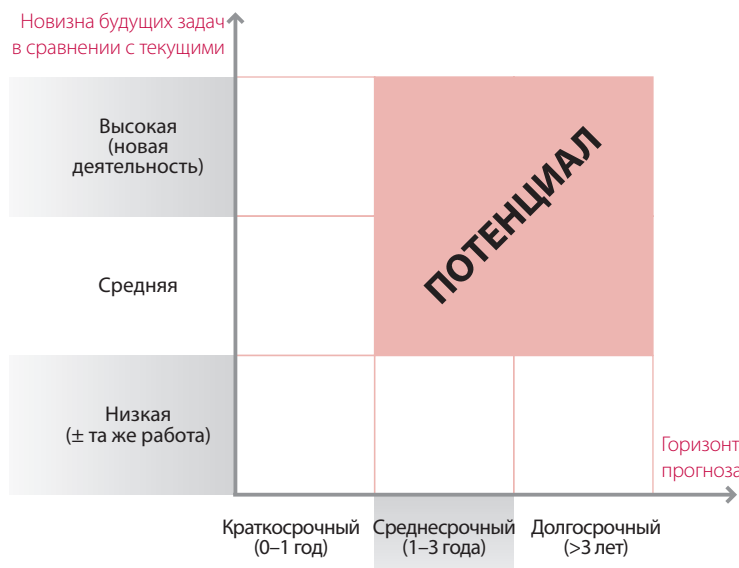 Новизна будущих задач
в сравнении с текущими
Высокая
(новая
деятельность)
ПОТЕНЦИАЛ
Средняя
Низкая
(± та же работа)
Горизонт
прогноза
Краткосрочный
(0–1 год)
Среднесрочный
(1–3 года)
Долгосрочный
(>3 лет)